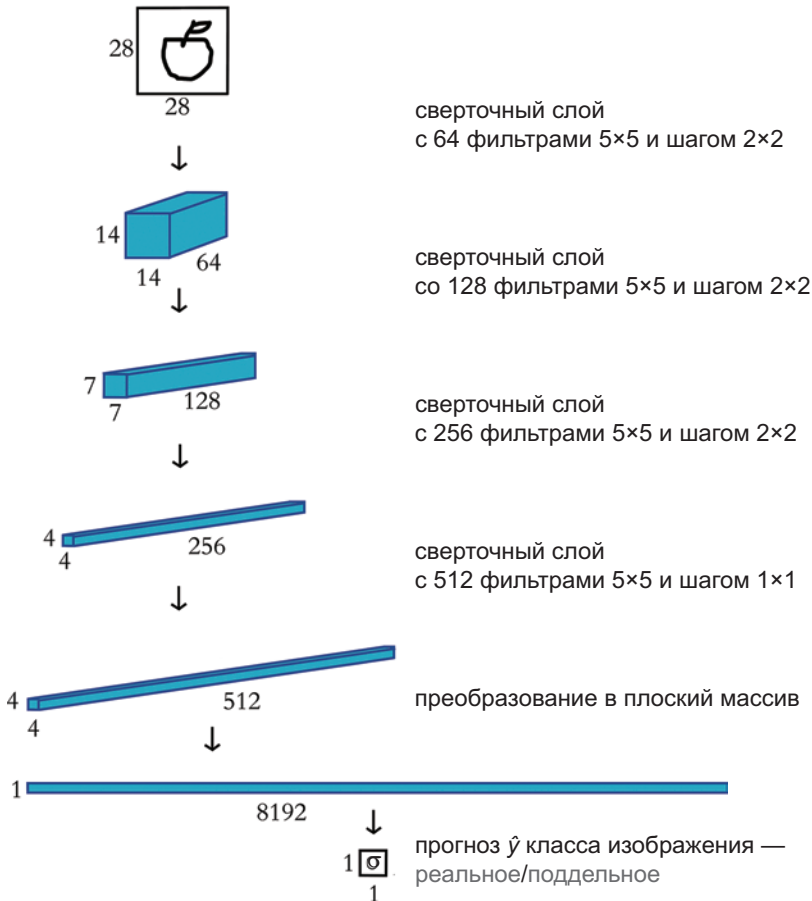 28
28
сверточный слой
с 64 фильтрами 5×5 и шагом 2×2
14
14
64
сверточный слой
со 128 фильтрами 5×5 и шагом 2×2
7
7
128
сверточный слой
с 256 фильтрами 5×5 и шагом 2×2
4
4
256
сверточный слой
с 512 фильтрами 5×5 и шагом 1×1
4
4
512
преобразование в плоский массив
1
8192
прогноз ŷ класса изображения —
реальное/поддельное
1
σ
1